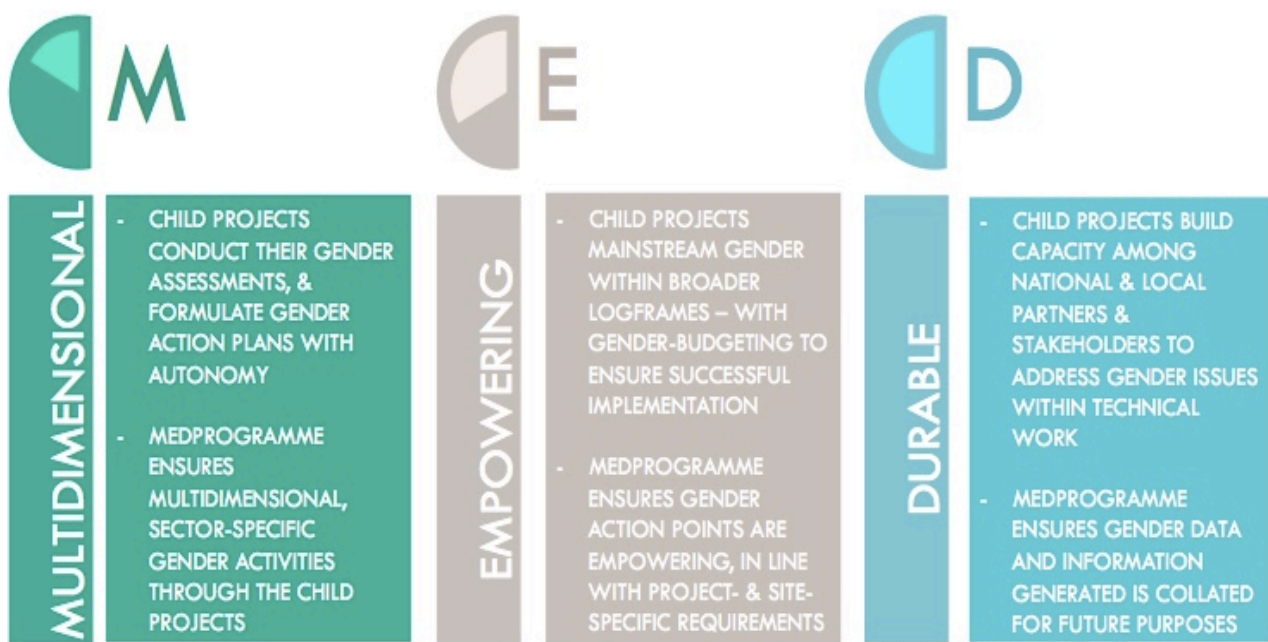 M
E
D
MULTIDIMENSIONAL
- CHILD PROJECTS
CONDUCT THEIR GENDER
ASSESSMENTS, &
FORMULATE GENDER
ACTION PLANS WITH
AUTONOMY
- MEDPROGRAMME
ENSURES
MULTIDIMENSIONAL,
SECTOR-SPECIFIC
GENDER ACTIVITIES
THROUGH THE CHILD
PROJECTS
EMPOWERING
- CHILD PROJECTS
MAINSTREAM GENDER
WITHIN BROADER
LOGFRAMES – WITH
GENDER-BUDGETING TO
ENSURE SUCCESSFUL
IMPLEMENTATION
- MEDPROGRAMME
ENSURES GENDER
ACTION POINTS ARE
EMPOWERING, IN LINE
WITH PROJECT- & SITE-
SPECIFIC REQUIREMENTS
DURABLE
- CHILD PROJECTS BUILD
CAPACITY AMONG
NATIONAL & LOCAL
PARTNERS &
STAKEHOLDERS TO
ADDRESS GENDER ISSUES
WITHIN TECHNICAL
WORK
- MEDPROGRAMME
ENSURES GENDER DATA
AND INFORMATION
GENERATED IS COLLATED
FOR FUTURE PURPOSES